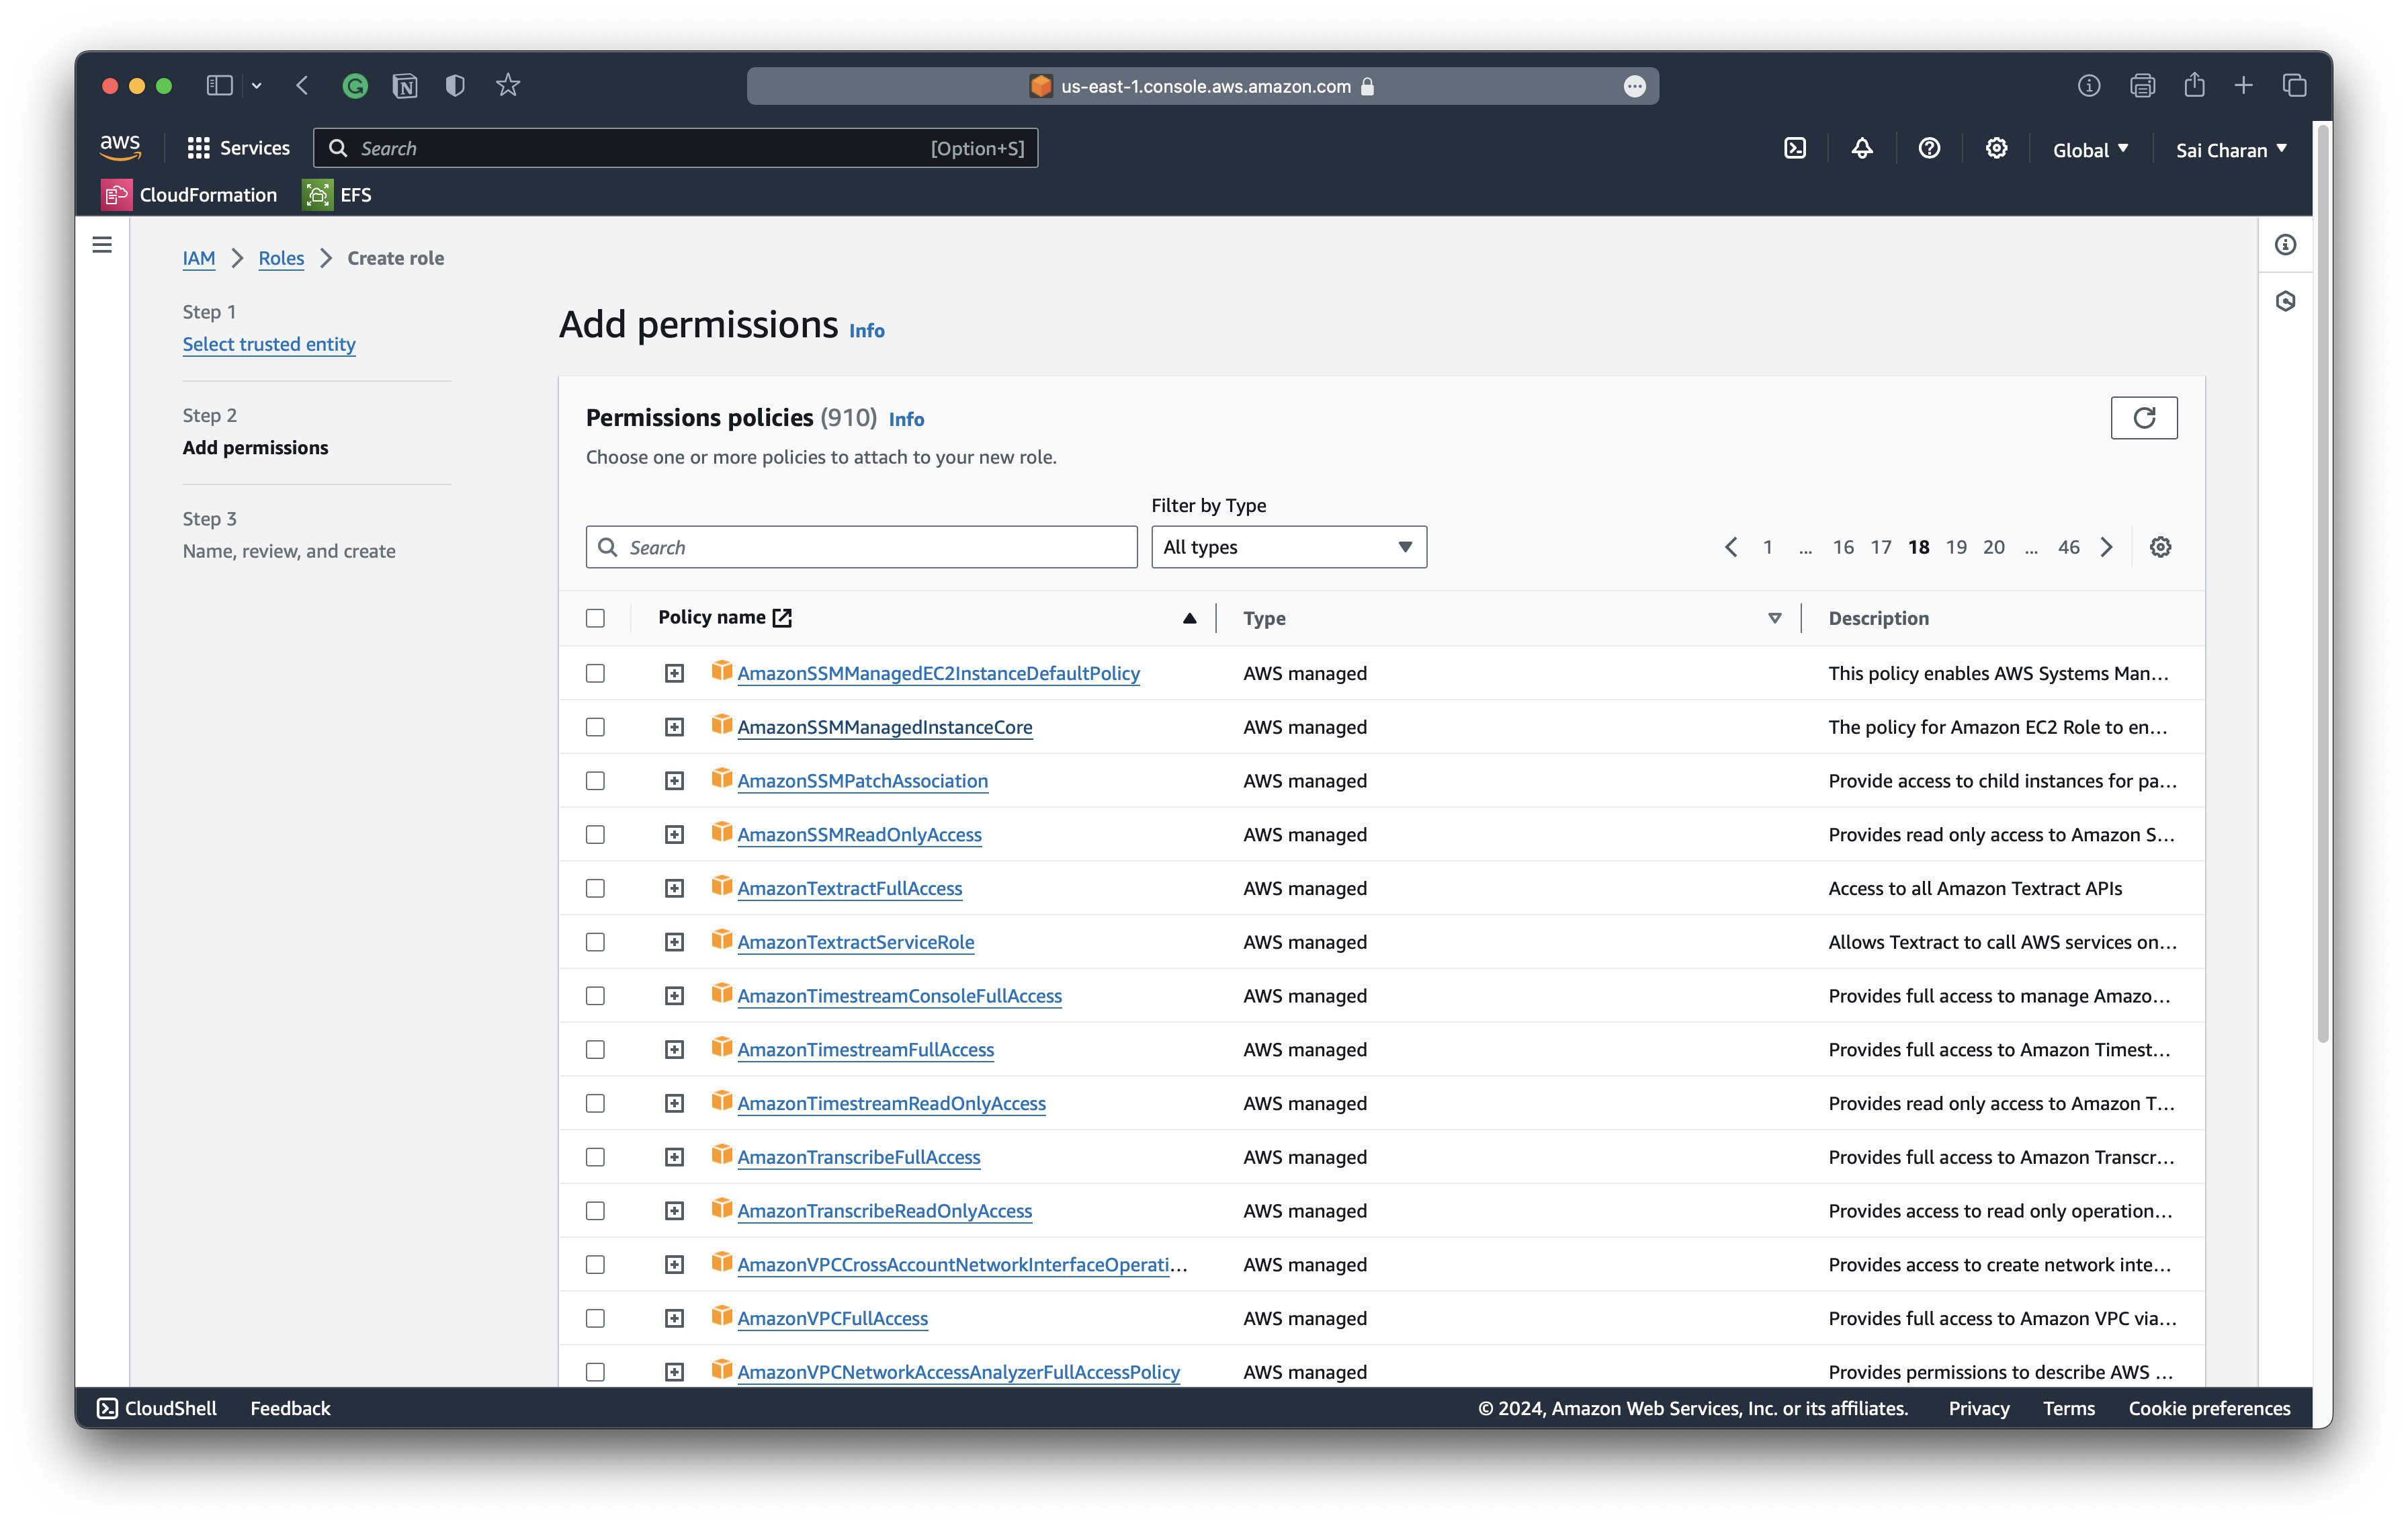 us-east-1.console.aws.amazon.com
aws
Services
Search
[Option+S]
Global
Sai Charan
CloudFormation
EFS
IAM
Roles
Create role
Step 1
Select trusted entity
Step 2
Add permissions
Step 3
Name, review, and create
Add permissions Info
Permissions policies (910) Info
Choose one or more policies to attach to your new role.
Filter by Type
Search
All types
1 ... 16 17 18 19 20 ... 46
Policy name
Type
Description
AmazonSSMManagedEC2InstanceDefaultPolicy AWS managed This policy enables AWS Systems Man...
AmazonSSMManagedInstanceCore AWS managed The policy for Amazon EC2 Role to en...
AmazonSSMPatchAssociation AWS managed Provide access to child instances for pa...
AmazonSSMReadOnlyAccess AWS managed Provides read only access to Amazon S...
AmazonTextractFullAccess AWS managed Access to all Amazon Textract APIs
AmazonTextractServiceRole AWS managed Allows Textract to call AWS services on...
AmazonTimestreamConsoleFullAccess AWS managed Provides full access to manage Amazo...
AmazonTimestreamFullAccess AWS managed Provides full access to Amazon Timest...
AmazonTimestreamReadOnlyAccess AWS managed Provides read only access to Amazon T...
AmazonTranscribeFullAccess AWS managed Provides full access to Amazon Transcr...
AmazonTranscribeReadOnlyAccess AWS managed Provides access to read only operation...
AmazonVPCCrossAccountNetworkInterfaceOperati... AWS managed Provides access to create network inte...
AmazonVPCFullAccess AWS managed Provides full access to Amazon VPC via...
AmazonVPCNetworkAccessAnalyzerFullAccessPolicy AWS managed Provides permissions to describe AWS ...
CloudShell
Feedback
© 2024, Amazon Web Services, Inc. or its affiliates.
Privacy
Terms
Cookie preferences